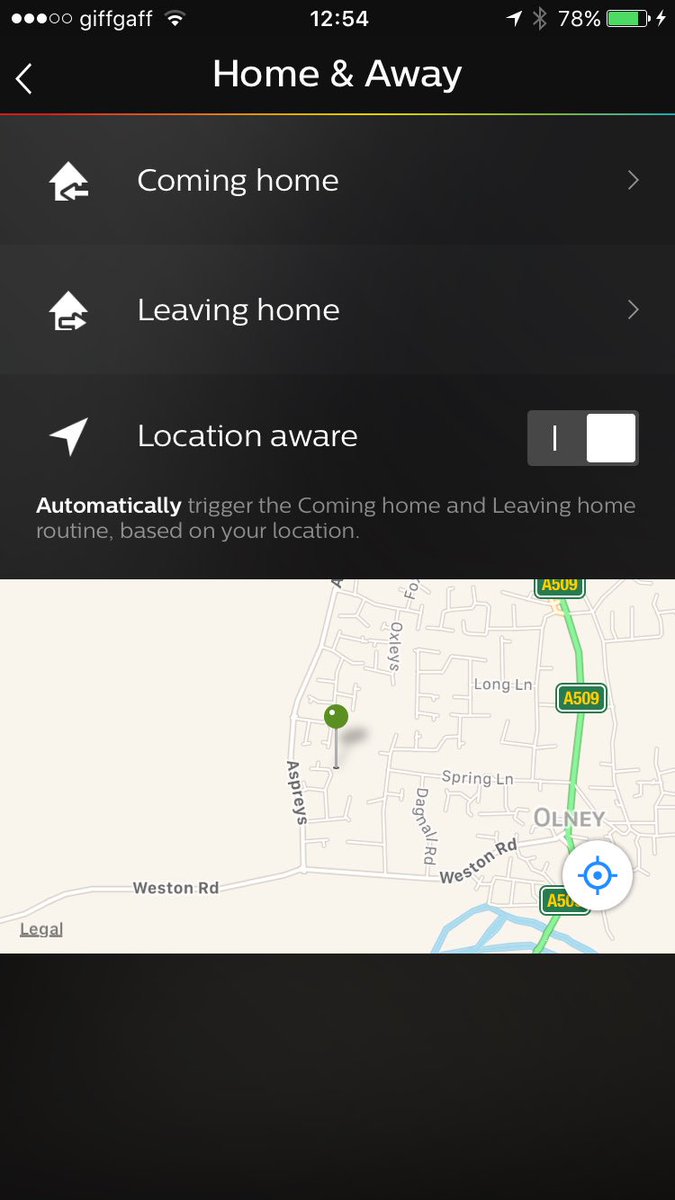 giffgaff 12:54 78%
Home & Away
Coming home
Leaving home
Location aware
Automatically trigger the Coming home and Leaving home
routine, based on your location.
A509
Oxleys
Long Ln
A509
Aspreys
Spring Ln
Dagnall Rd
OLNEY
Weston Rd
Weston Rd
Legal